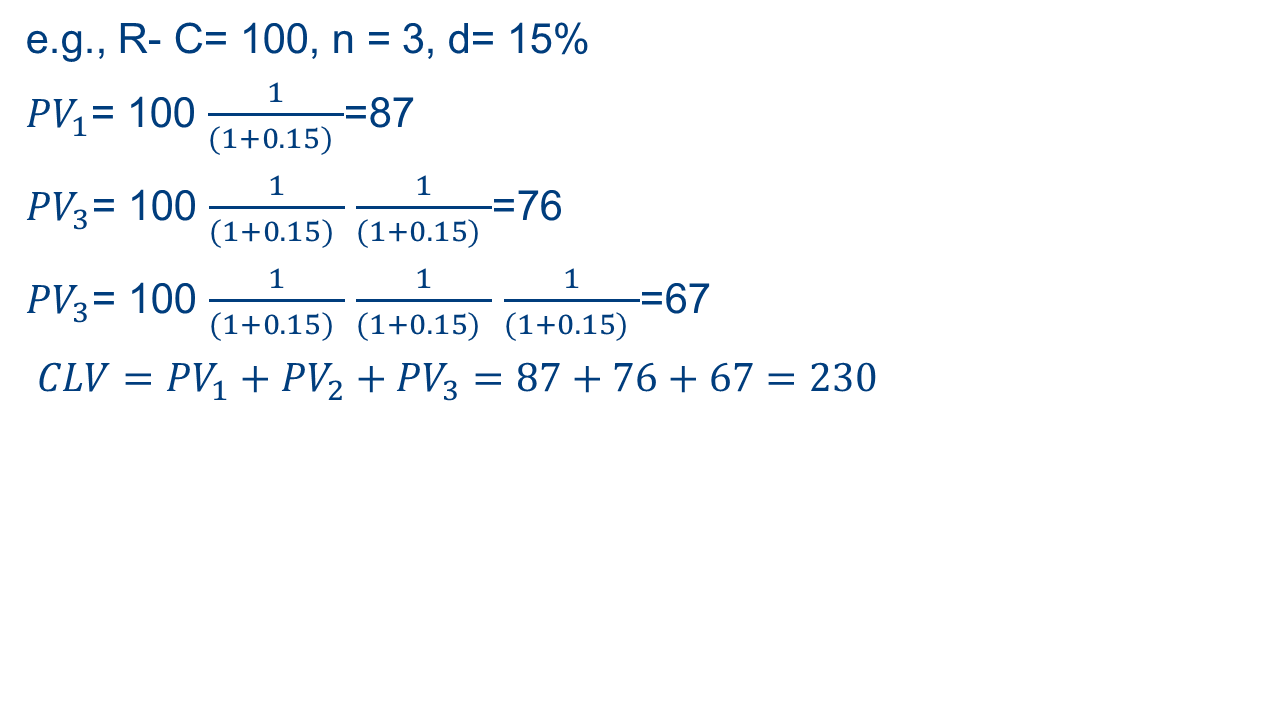 e.g., R- C= 100, n = 3, d= 15%
PV₁= 100 1/(1+0.15) =87
PV₃= 100 1/(1+0.15) 1/(1+0.15) =76
PV₃= 100 1/(1+0.15) 1/(1+0.15) 1/(1+0.15) =67
CLV = PV₁ + PV₂ + PV₃ = 87 + 76 + 67 = 230